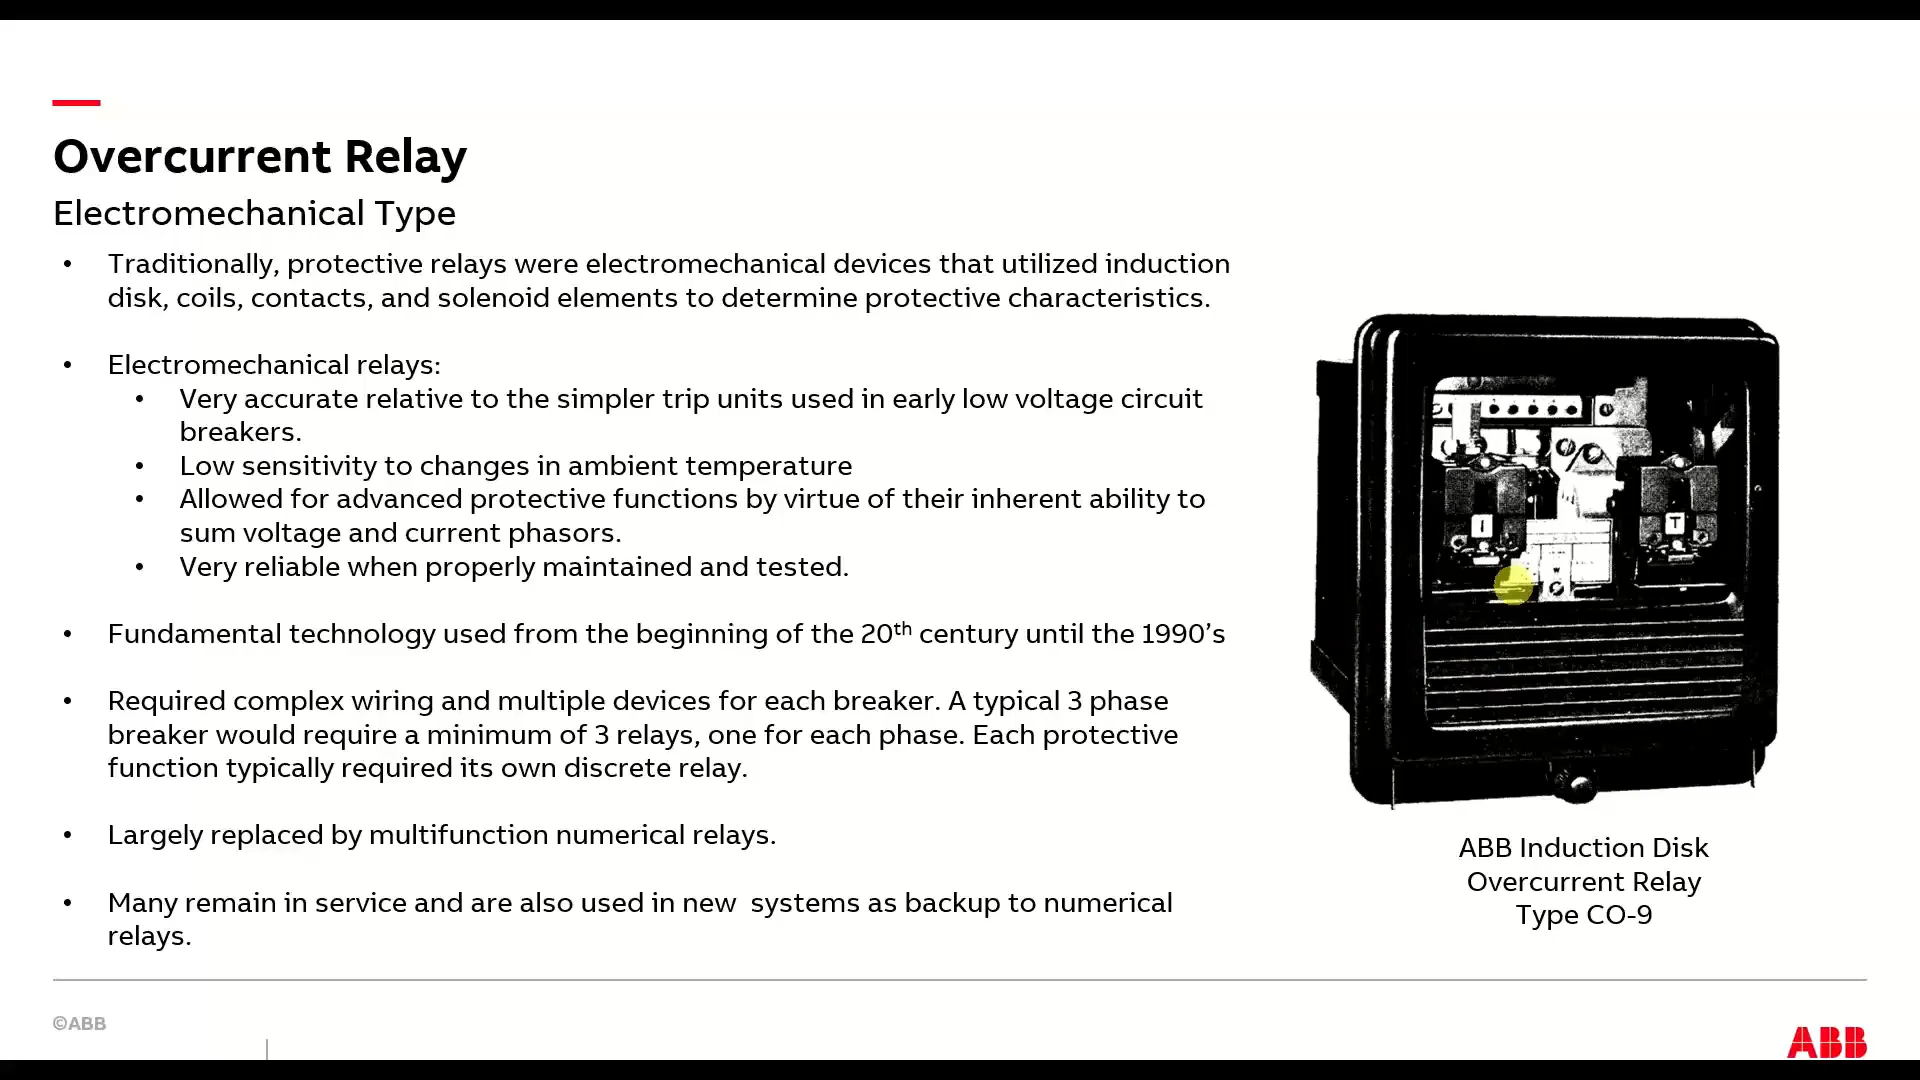 Overcurrent Relay
Electromechanical Type
• Traditionally, protective relays were electromechanical devices that utilized induction
disk, coils, contacts, and solenoid elements to determine protective characteristics.
• Electromechanical relays:
• Very accurate relative to the simpler trip units used in early low voltage circuit
breakers.
• Low sensitivity to changes in ambient temperature
• Allowed for advanced protective functions by virtue of their inherent ability to
sum voltage and current phasors.
• Very reliable when properly maintained and tested.
• Fundamental technology used from the beginning of the 20th century until the 1990’s
• Required complex wiring and multiple devices for each breaker. A typical 3 phase
breaker would require a minimum of 3 relays, one for each phase. Each protective
function typically required its own discrete relay.
• Largely replaced by multifunction numerical relays.
• Many remain in service and are also used in new  systems as backup to numerical
relays.
I
T
ABB Induction Disk
Overcurrent Relay
Type CO-9
©ABB
ABB